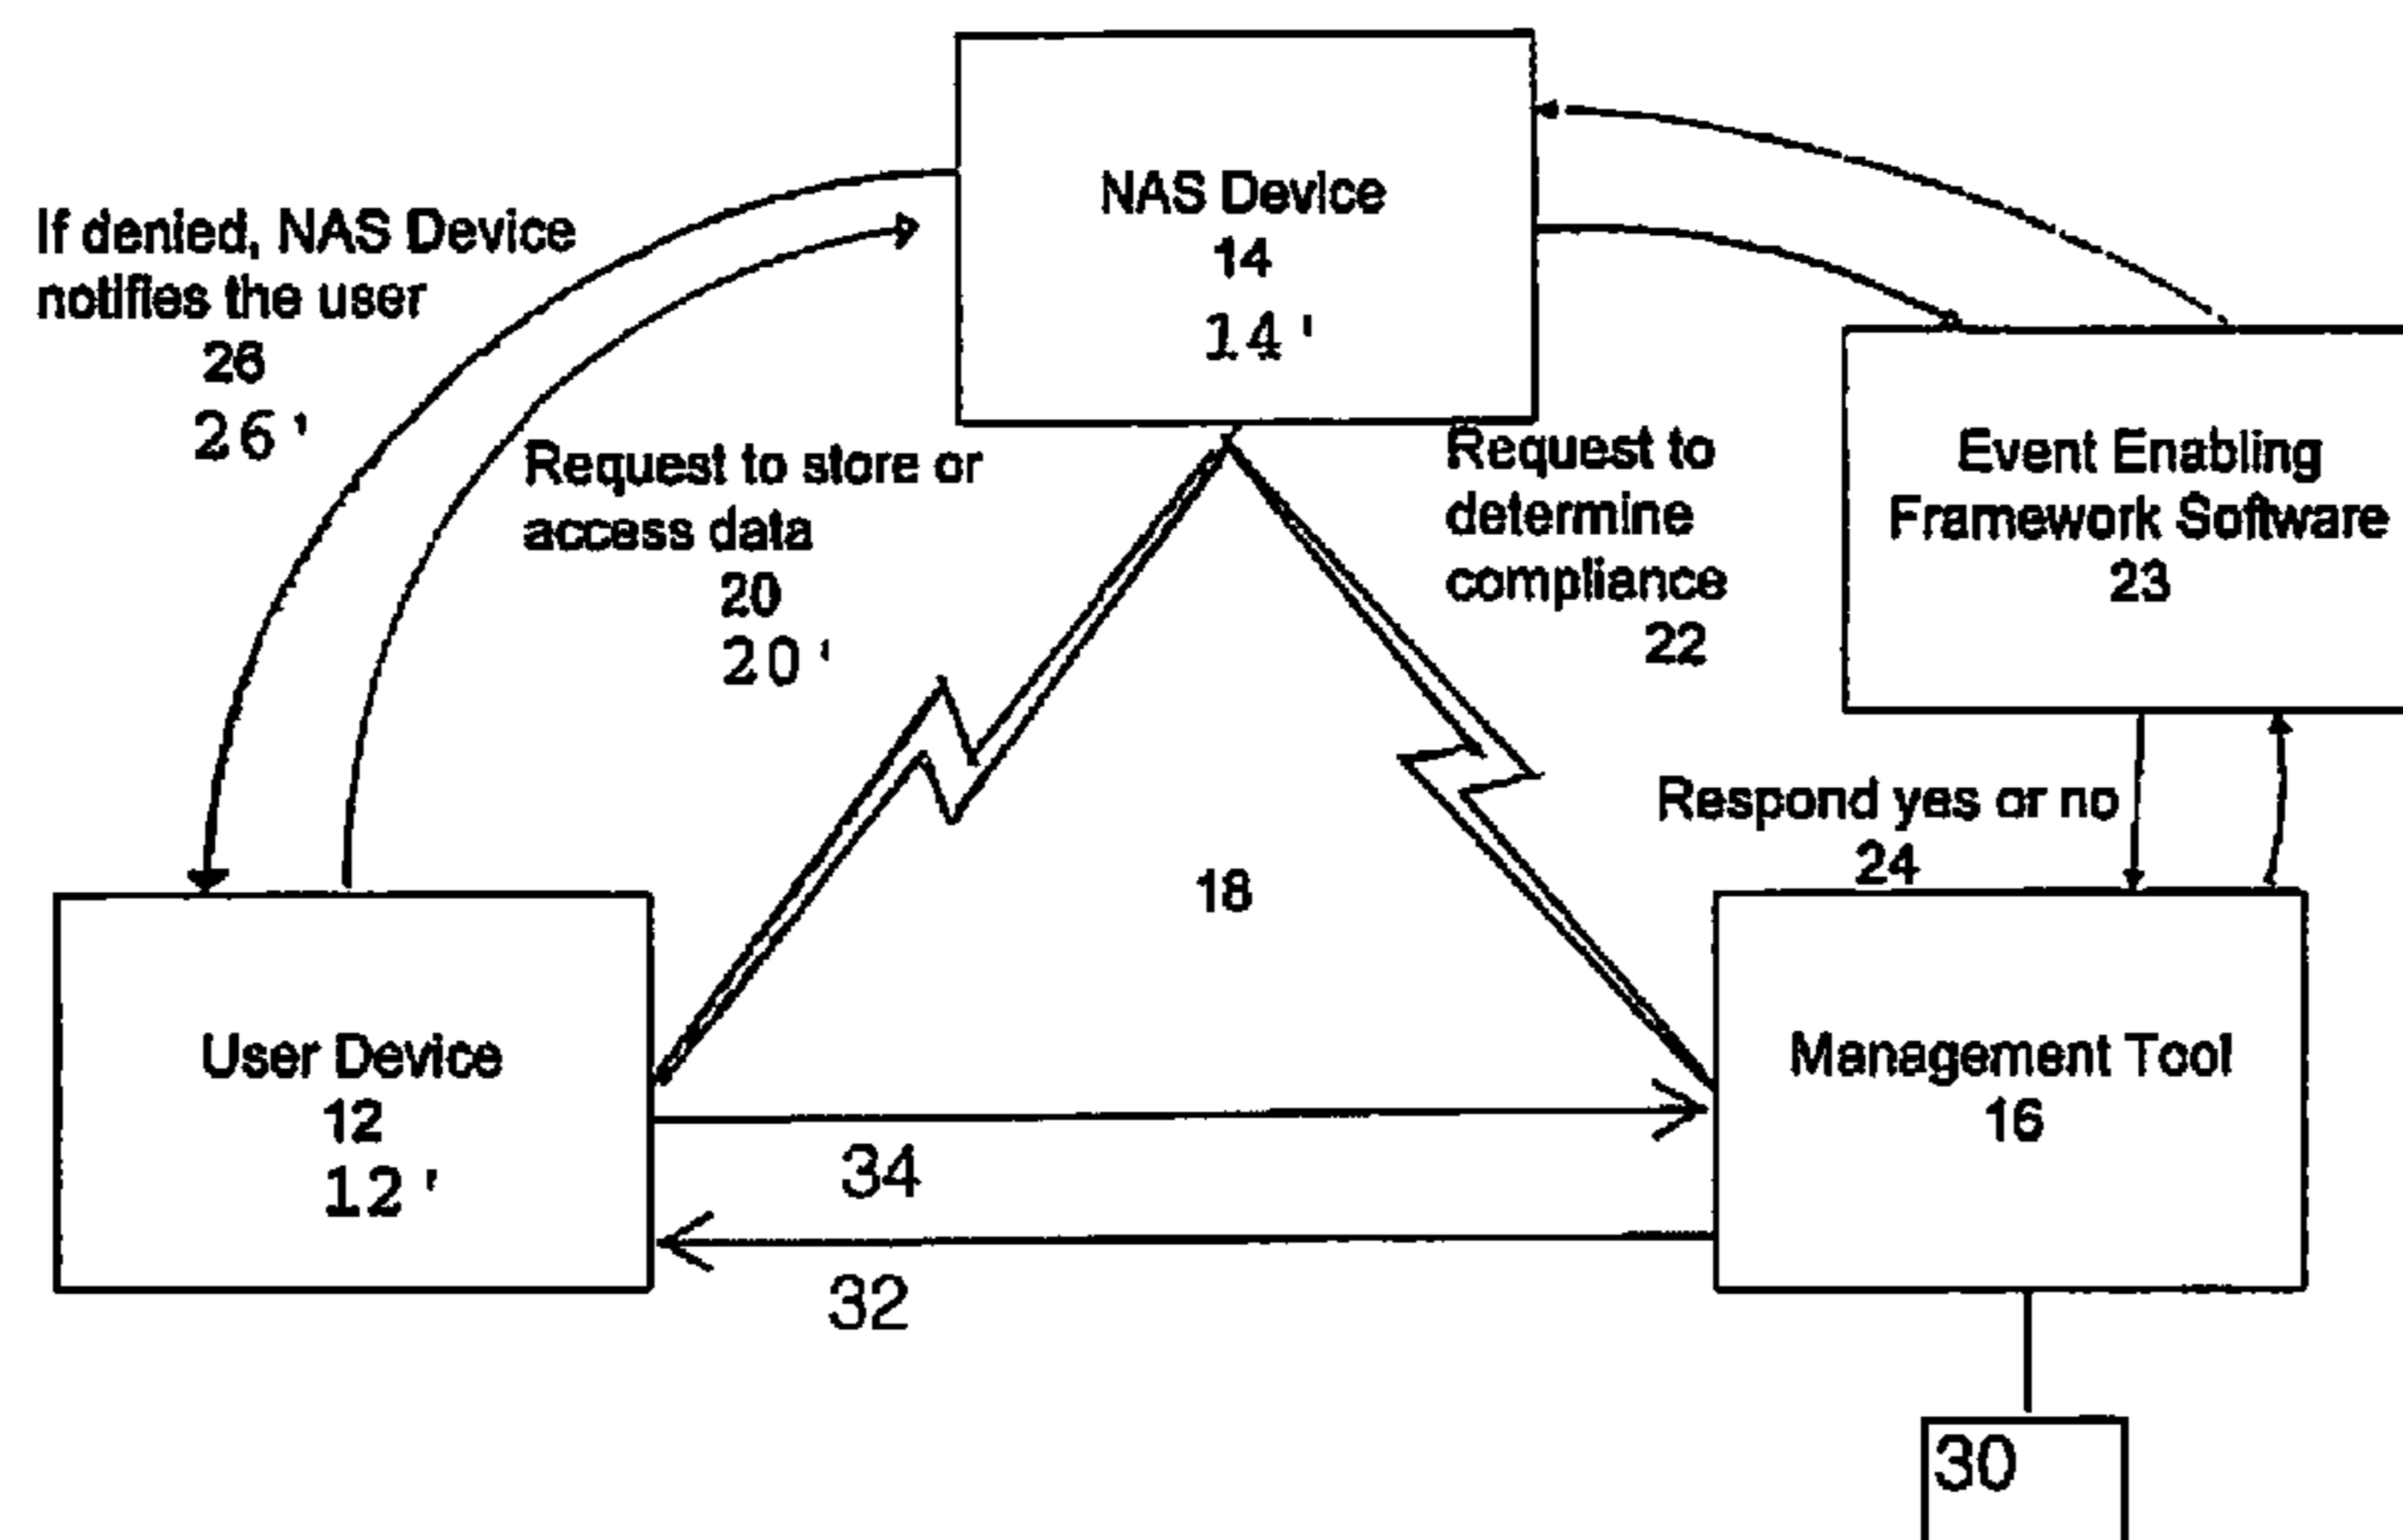 NAS Device
14
14'
If denied, NAS Device
notifies the user
26
26'
Request to store or
access data
20
20'
Request to
determine
compliance
22
Event Enabling
Framework Software
23
Respond yes or no
24
18
User Device
12
12'
Management Tool
16
34
32
30